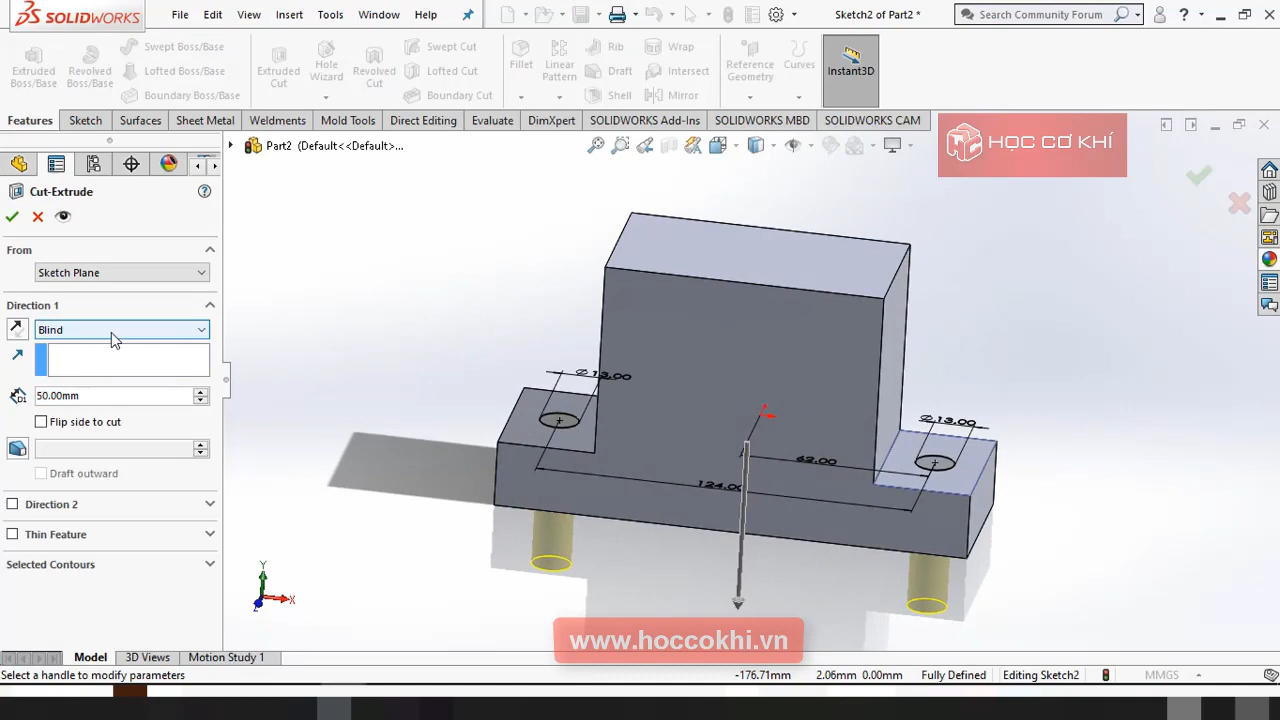 SOLIDWORKS
File Edit View Insert Tools Window Help
Sketch2 of Part2 *
Search Community Forum
?
Extruded Boss/Base
Revolved Boss/Base
Swept Boss/Base
Lofted Boss/Base
Boundary Boss/Base
Extruded Cut
Hole Wizard
Revolved Cut
Swept Cut
Lofted Cut
Boundary Cut
Fillet
Linear Pattern
Rib
Draft
Shell
Wrap
Intersect
Mirror
Reference Geometry
Curves
Instant3D
Features Sketch Surfaces Sheet Metal Weldments Mold Tools Direct Editing Evaluate DimXpert SOLIDWORKS Add-Ins SOLIDWORKS MBD SOLIDWORKS CAM
Part2 (Default<<Default>...
HỌC CƠ KHÍ
Cut-Extrude
From
Sketch Plane
Direction 1
Blind
50.00mm
Flip side to cut
Draft outward
Direction 2
Thin Feature
Selected Contours
∅13.00
∅13.00
62.00
124.00
Y
X
Z
www.hoccokhi.vn
Model 3D Views Motion Study 1
Select a handle to modify parameters
-176.71mm 2.06mm 0.00mm Fully Defined Editing Sketch2 MMGS